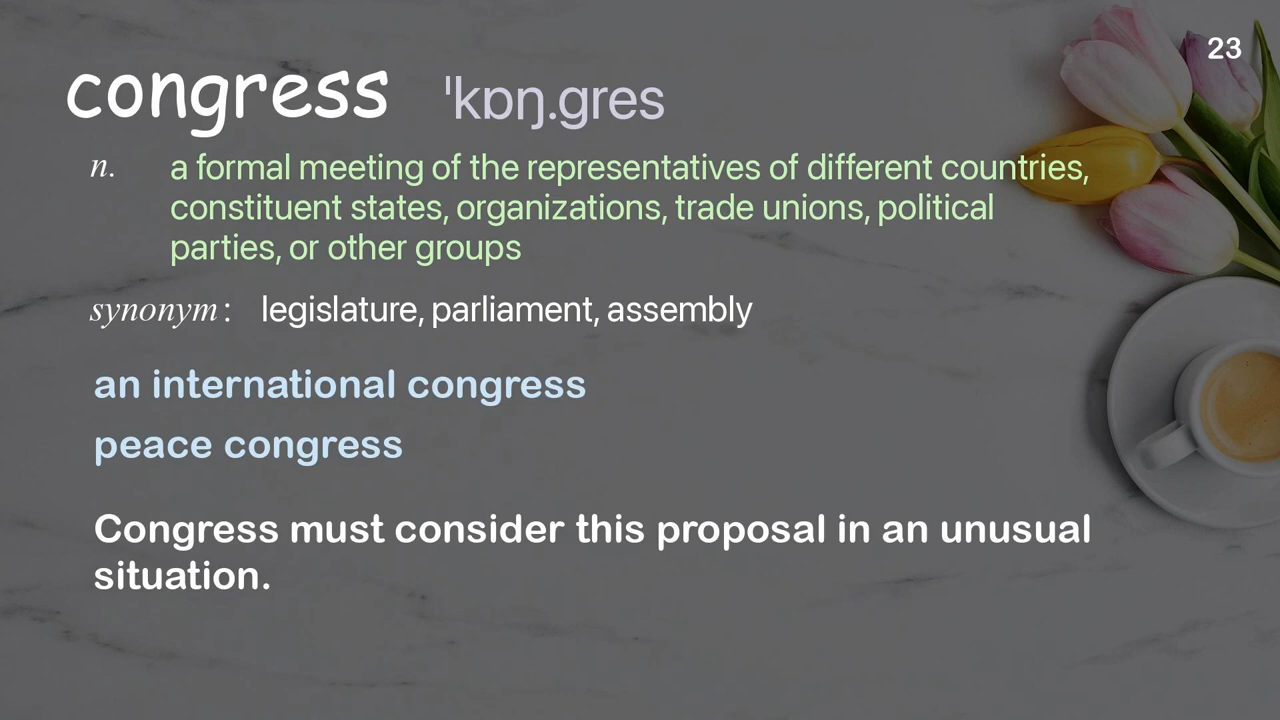 23
congress ˈkɒŋ.gres
n. a formal meeting of the representatives of different countries,
constituent states, organizations, trade unions, political
parties, or other groups
synonym: legislature, parliament, assembly
an international congress
peace congress
Congress must consider this proposal in an unusual
situation.